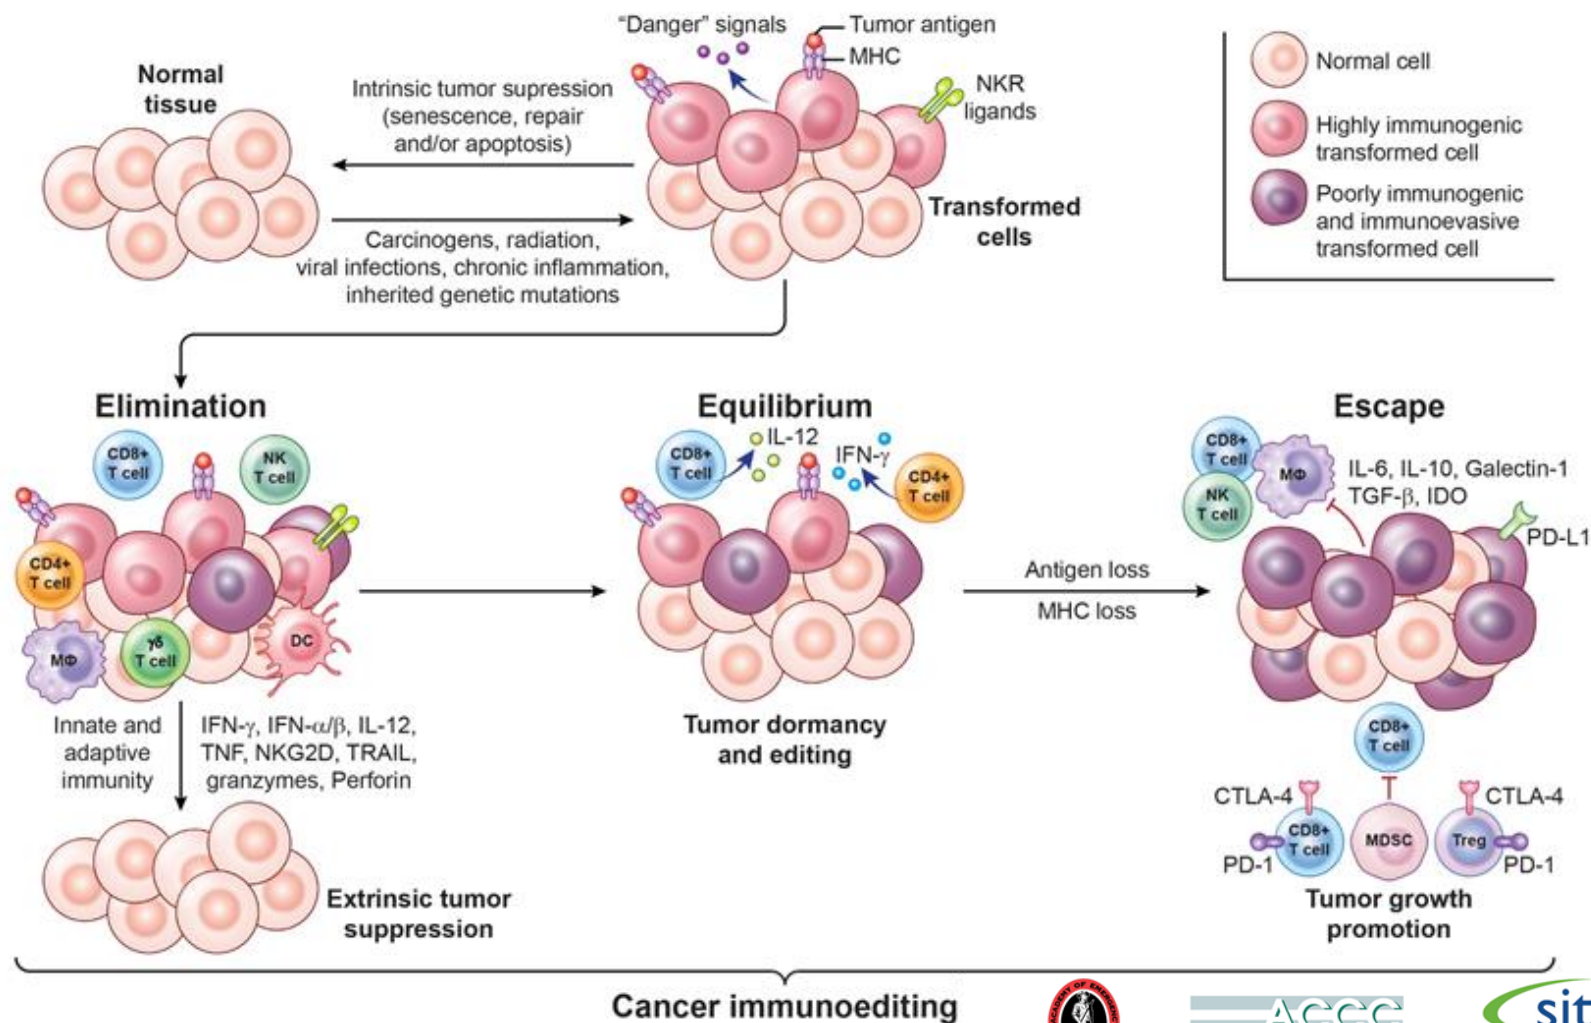 "Danger" signals
Tumor antigen
MHC
NKR
ligands
Normal
tissue
Intrinsic tumor supression
(senescence, repair
and/or apoptosis)
Carcinogens, radiation,
viral infections, chronic inflammation,
inherited genetic mutations
Transformed
cells
Normal cell
Highly immunogenic
transformed cell
Poorly immunogenic
and immunoevasive
transformed cell
Elimination
CD8+
T cell
NK
T cell
CD4+
T cell
MΦ
γδ
T cell
DC
Innate and
adaptive
immunity
IFN-γ, IFN-α/β, IL-12,
TNF, NKG2D, TRAIL,
granzymes, Perforin
Extrinsic tumor
suppression
Equilibrium
CD8+
T cell
IL-12
IFN-γ
CD4+
T cell
Tumor dormancy
and editing
Antigen loss
MHC loss
Escape
CD8+
T cell
NK
T cell
MΦ
IL-6, IL-10, Galectin-1
TGF-β, IDO
PD-L1
CD8+
T cell
CTLA-4
CTLA-4
CD8+
T cell
MDSC
Treg
PD-1
PD-1
Tumor growth
promotion
Cancer immunoediting
ACADEMY OF EMERGENC
ACCC
sit